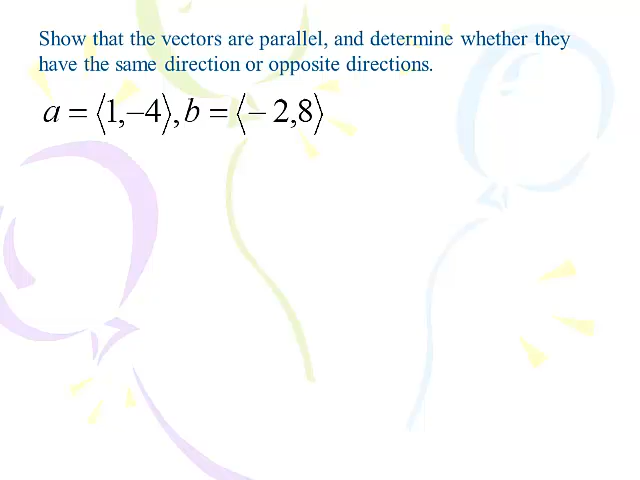 Show that the vectors are parallel, and determine whether they
have the same direction or opposite directions.
a = ⟨1,−4⟩, b = ⟨− 2,8⟩